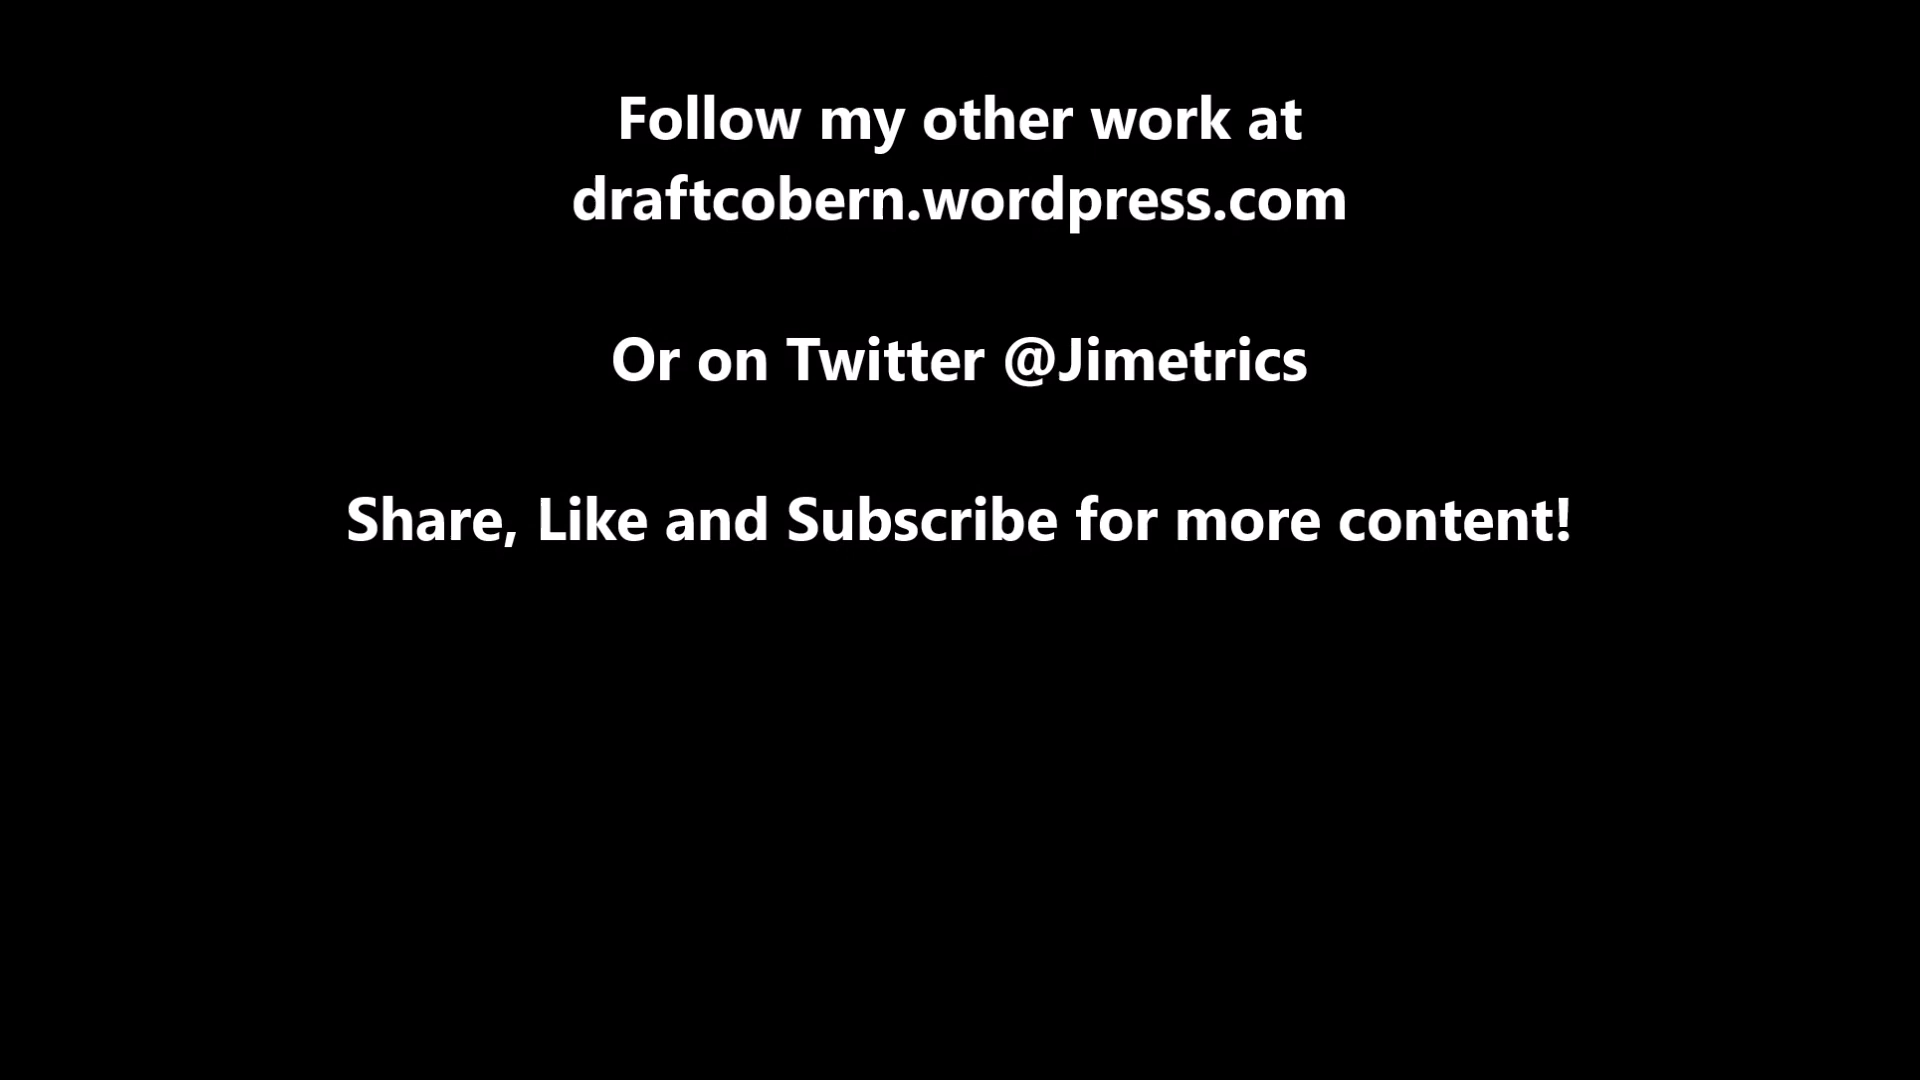 Follow my other work at
draftcobern.wordpress.com
Or on Twitter @Jimetrics
Share, Like and Subscribe for more content!